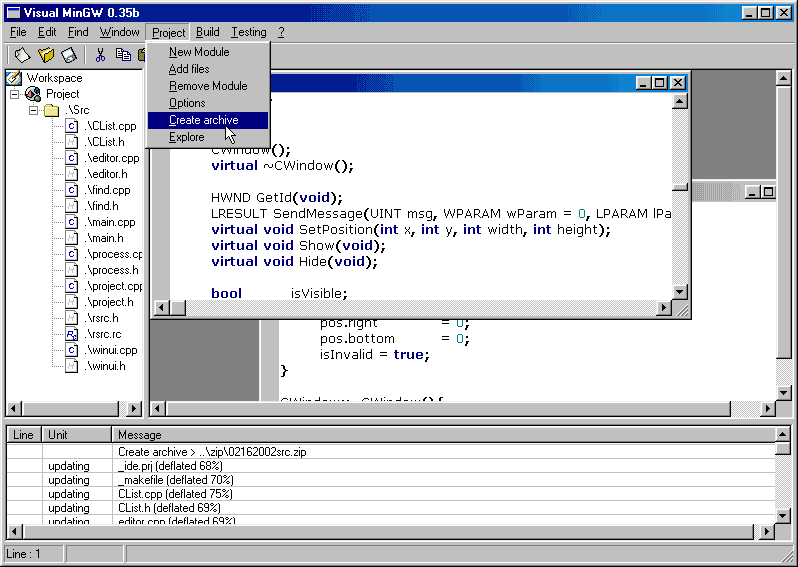 Visual MinGW 0.35b
File Edit Find Window Project Build Testing ?
New Module
Add files
Remove Module
Options
Create archive
Explore
Workspace
Project
.\Src
.\CList.cpp
.\CList.h
.\editor.cpp
.\editor.h
.\find.cpp
.\find.h
.\main.cpp
.\main.h
.\process.cp
.\process.h
.\project.cpp
.\project.h
.\rsrc.h
.\rsrc.rc
.\winui.cpp
.\winui.h
CWindow();
virtual ~CWindow();
HWND GetId(void);
LRESULT SendMessage(UINT msg, WPARAM wParam = 0, LPARAM lPa
virtual void SetPosition(int x, int y, int width, int height);
virtual void Show(void);
virtual void Hide(void);
bool isVisible;
pos.right = 0;
pos.bottom = 0;
isInvalid = true;
}
CWindow::~CWindow(){
Line Unit Message
Create archive > ..\zip\02162002src.zip
updating _ide.prj (deflated 68%)
updating _makefile (deflated 70%)
updating CList.cpp (deflated 75%)
updating CList.h (deflated 69%)
updating editor.cpp (deflated 69%)
Line : 1